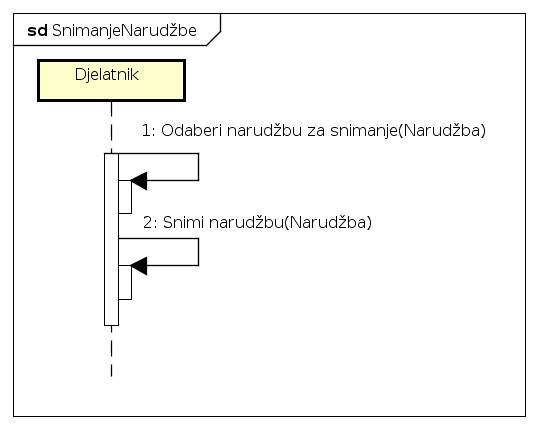 sd SnimanjeNarudžbe
Djelatnik
1: Odaberi narudžbu za snimanje(Narudžba)
2: Snimi narudžbu(Narudžba)